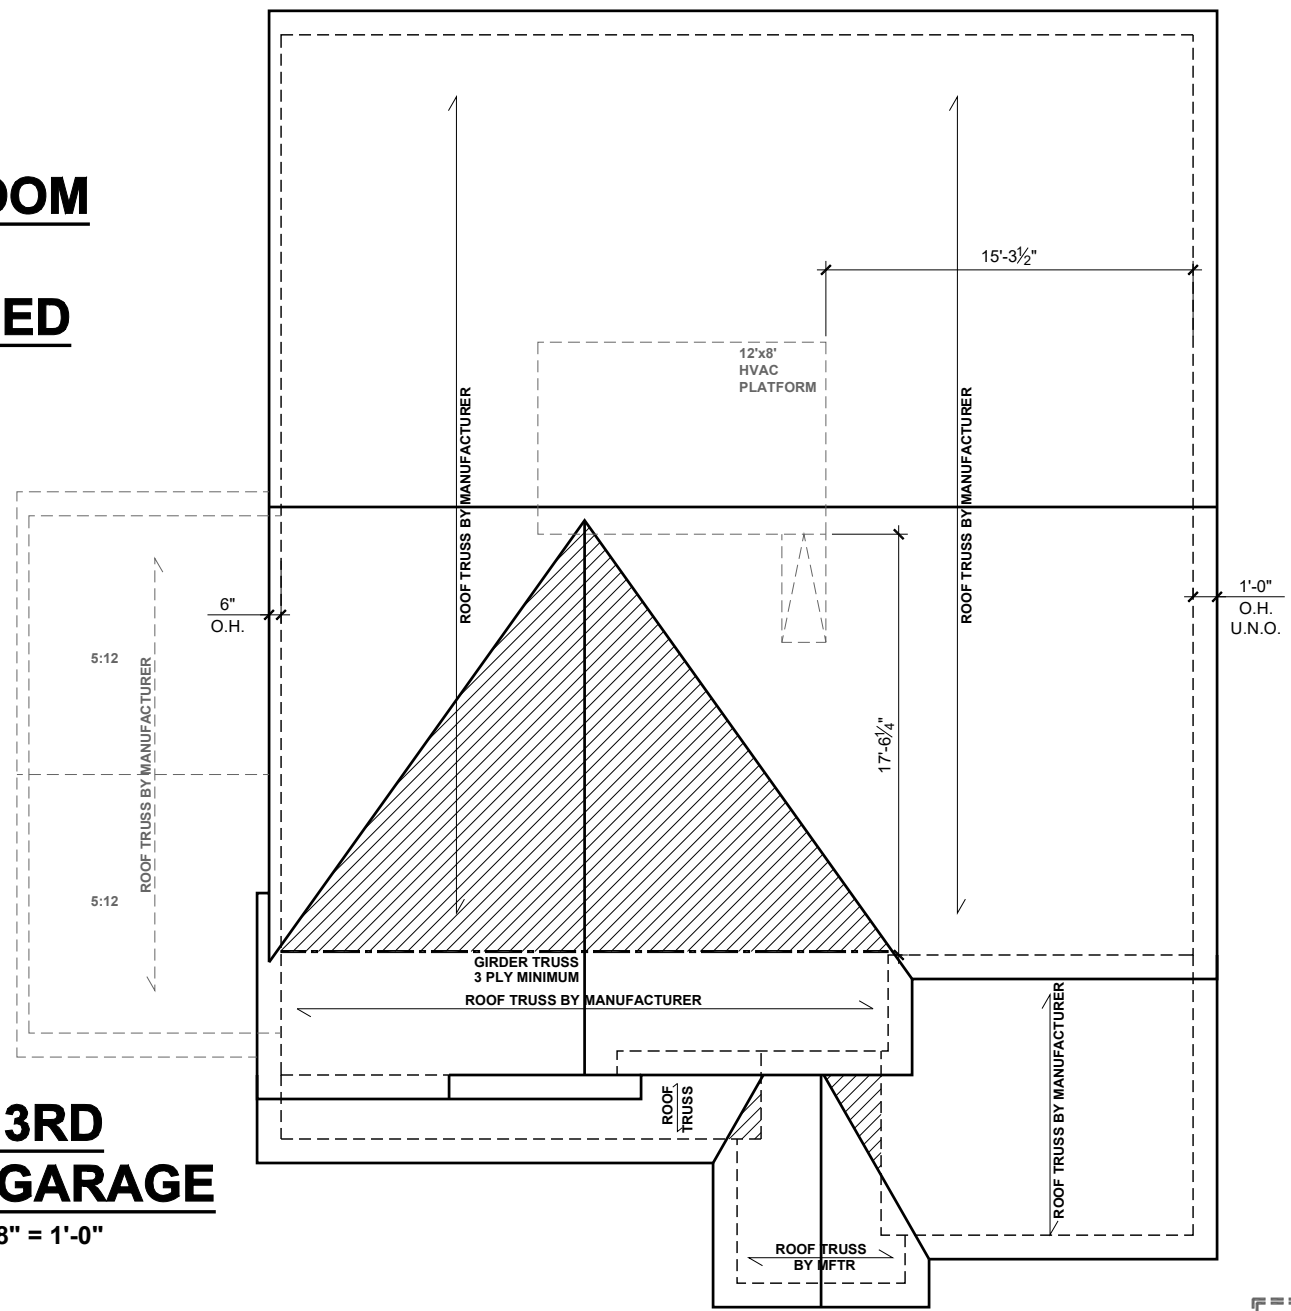 OOM
ED
15'-3½"
12'x8'
HVAC
PLATFORM
ROOF TRUSS BY MANUFACTURER
ROOF TRUSS BY MANUFACTURER
6"
O.H.
1'-0"
O.H.
U.N.O.
5:12
ROOF TRUSS BY MANUFACTURER
17'-6¼"
5:12
GIRDER TRUSS
3 PLY MINIMUM
ROOF TRUSS BY MANUFACTURER
ROOF
TRUSS
ROOF TRUSS BY MANUFACTURER
3RD
GARAGE
8" = 1'-0"
ROOF TRUSS
BY MFTR